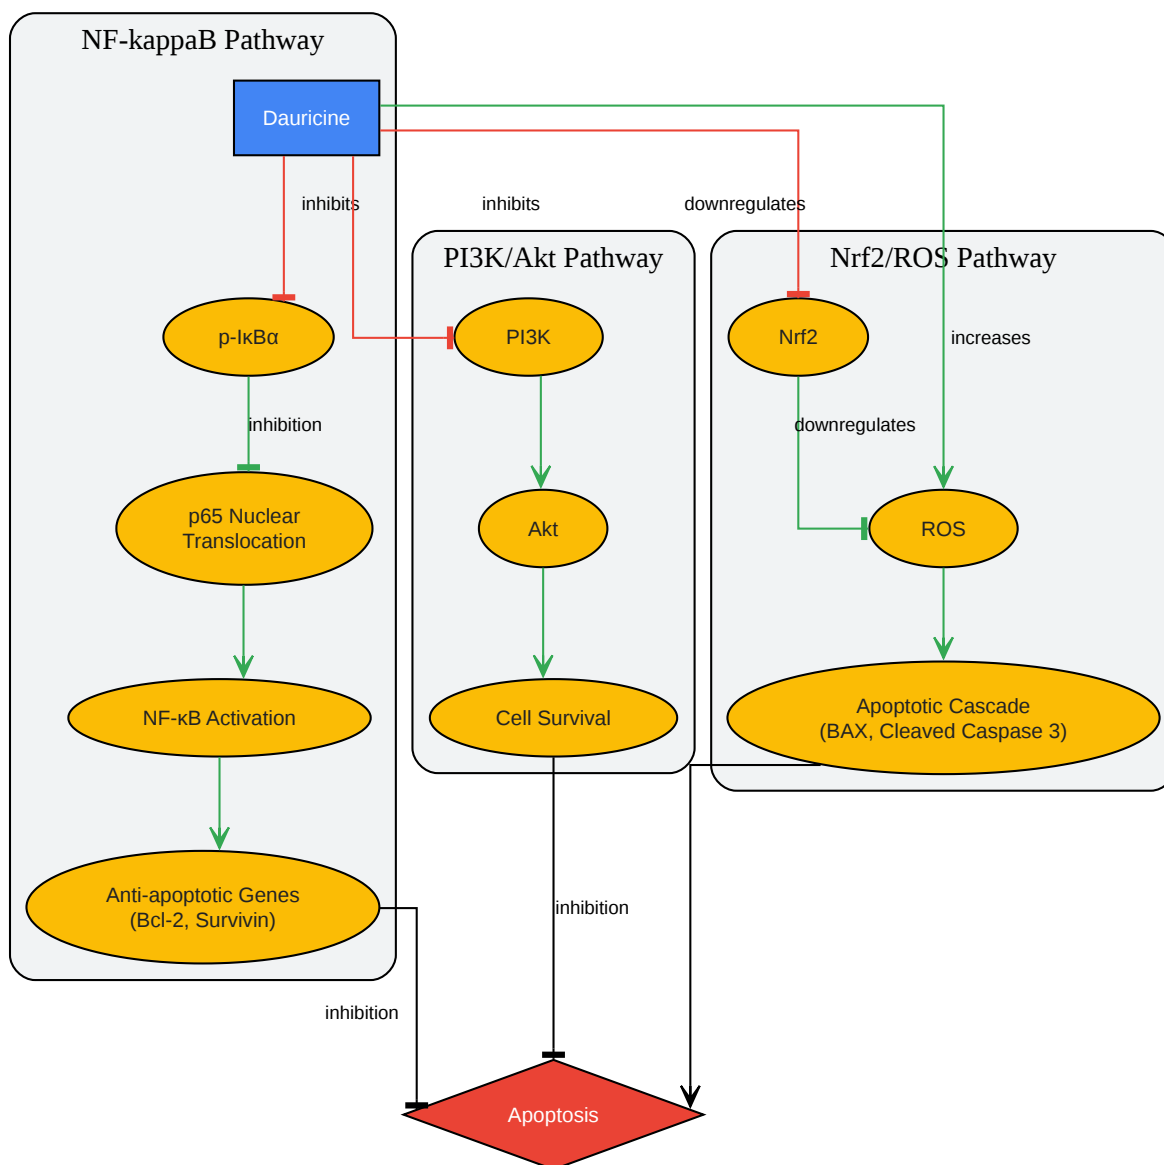 NF-kappaB Pathway
Dauricine
inhibits
inhibits
downregulates
PI3K/Akt Pathway
Nrf2/ROS Pathway
p-IκBα
PI3K
Nrf2
increases
inhibition
downregulates
p65 Nuclear
Translocation
Akt
ROS
NF-κB Activation
Cell Survival
Apoptotic Cascade
(BAX, Cleaved Caspase 3)
Anti-apoptotic Genes
(Bcl-2, Survivin)
inhibition
inhibition
Apoptosis